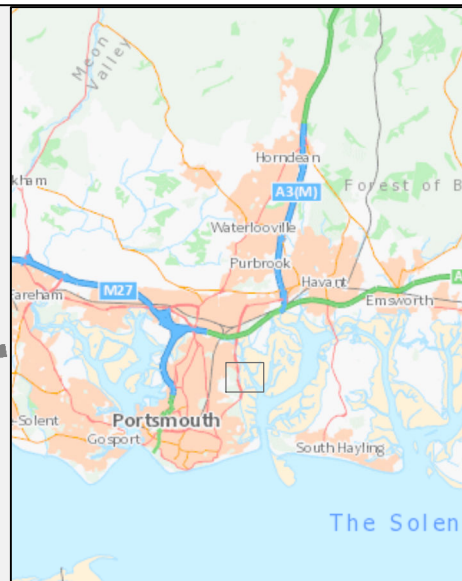 Meon
Valley
kham
Horndean
A3(M)
Forest of B
Waterlooville
Purbrook
Havant
A
M27
Fareham
Emsworth
-Solent
Portsmouth
Gosport
South Hayling
The Solen